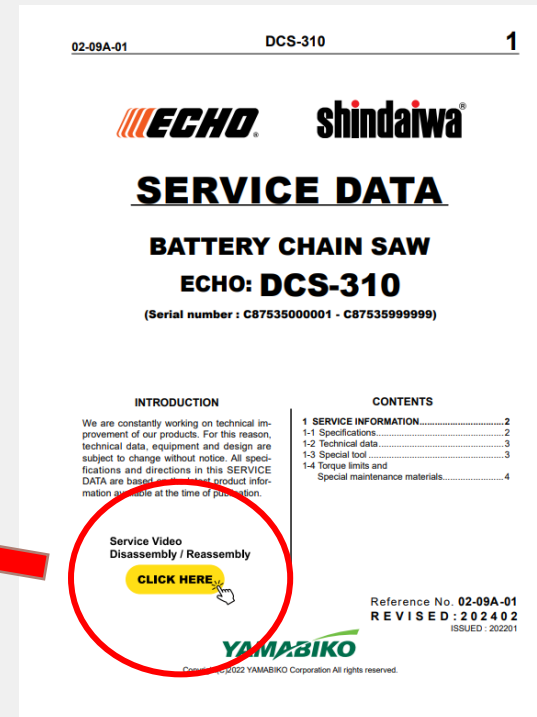 02-09A-01 DCS-310 1
ECHO® shindaiwa®
SERVICE DATA
BATTERY CHAIN SAW
ECHO: DCS-310
(Serial number : C87535000001 - C87535999999)
INTRODUCTION
We are constantly working on technical im-
provement of our products. For this reason,
technical data, equipment and design are
subject to change without notice. All speci-
fications and directions in this SERVICE
DATA are based on the latest product infor-
mation available at the time of publication.
CONTENTS
1 SERVICE INFORMATION................................2
1-1 Specifications................................................2
1-2 Technical data...............................................3
1-3 Special tool...................................................3
1-4 Torque limits and
Special maintenance materials.......................4
Service Video
Disassembly / Reassembly
CLICK HERE
Reference No. 02-09A-01
REVISED:202402
ISSUED : 202201
YAMABIKO
Copyright(C)2022 YAMABIKO Corporation All rights reserved.